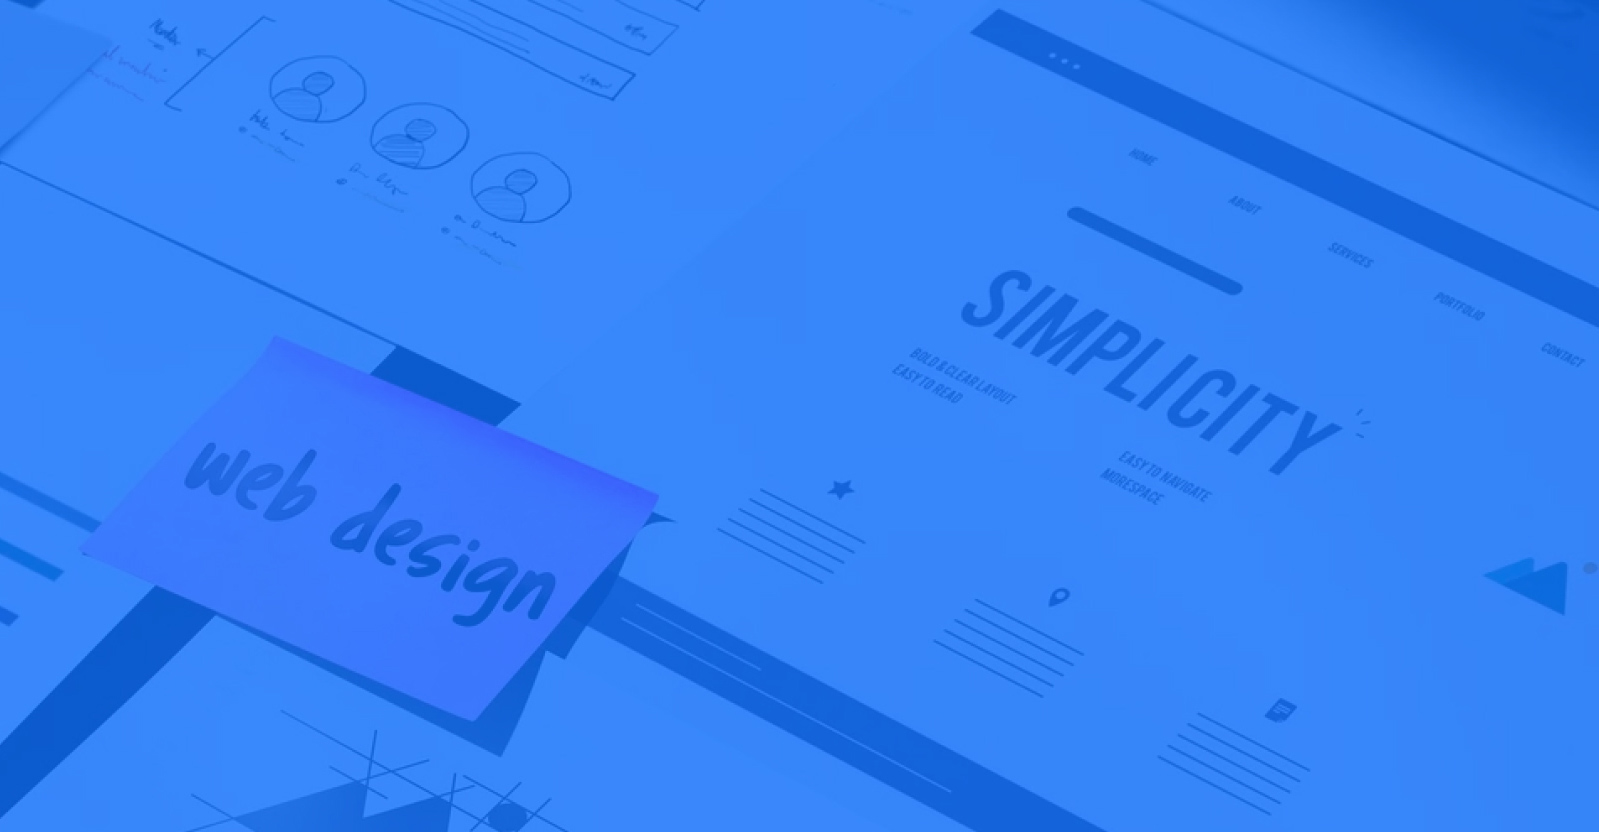 HOME
ABOUT
SERVICES
PORTFOLIO
CONTACT
SIMPLICITY
BOLD & CLEAR LAYOUT
EASY TO READ
EASY TO NAVIGATE
MORESPACE
web design